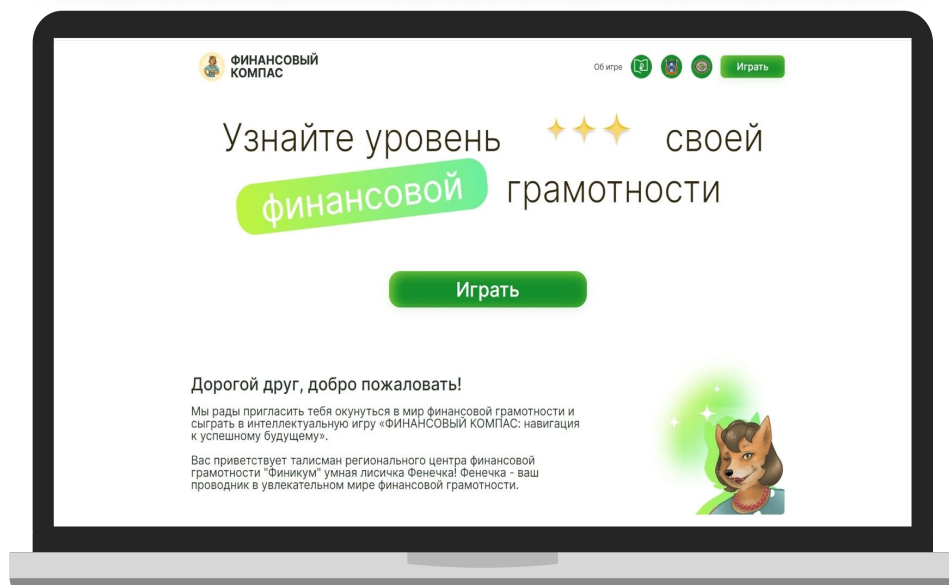 ФИНАНСОВЫЙ
КОМПАС
Об игре
Играть
Узнайте уровень своей
финансовой грамотности
Играть
Дорогой друг, добро пожаловать!
Мы рады пригласить тебя окунуться в мир финансовой грамотности и
сыграть в интеллектуальную игру «ФИНАНСОВЫЙ КОМПАС: навигация
к успешному будущему».
Вас приветствует талисман регионального центра финансовой
грамотности "Финикум" умная лисичка Фенечка! Фенечка - ваш
проводник в увлекательном мире финансовой грамотности.